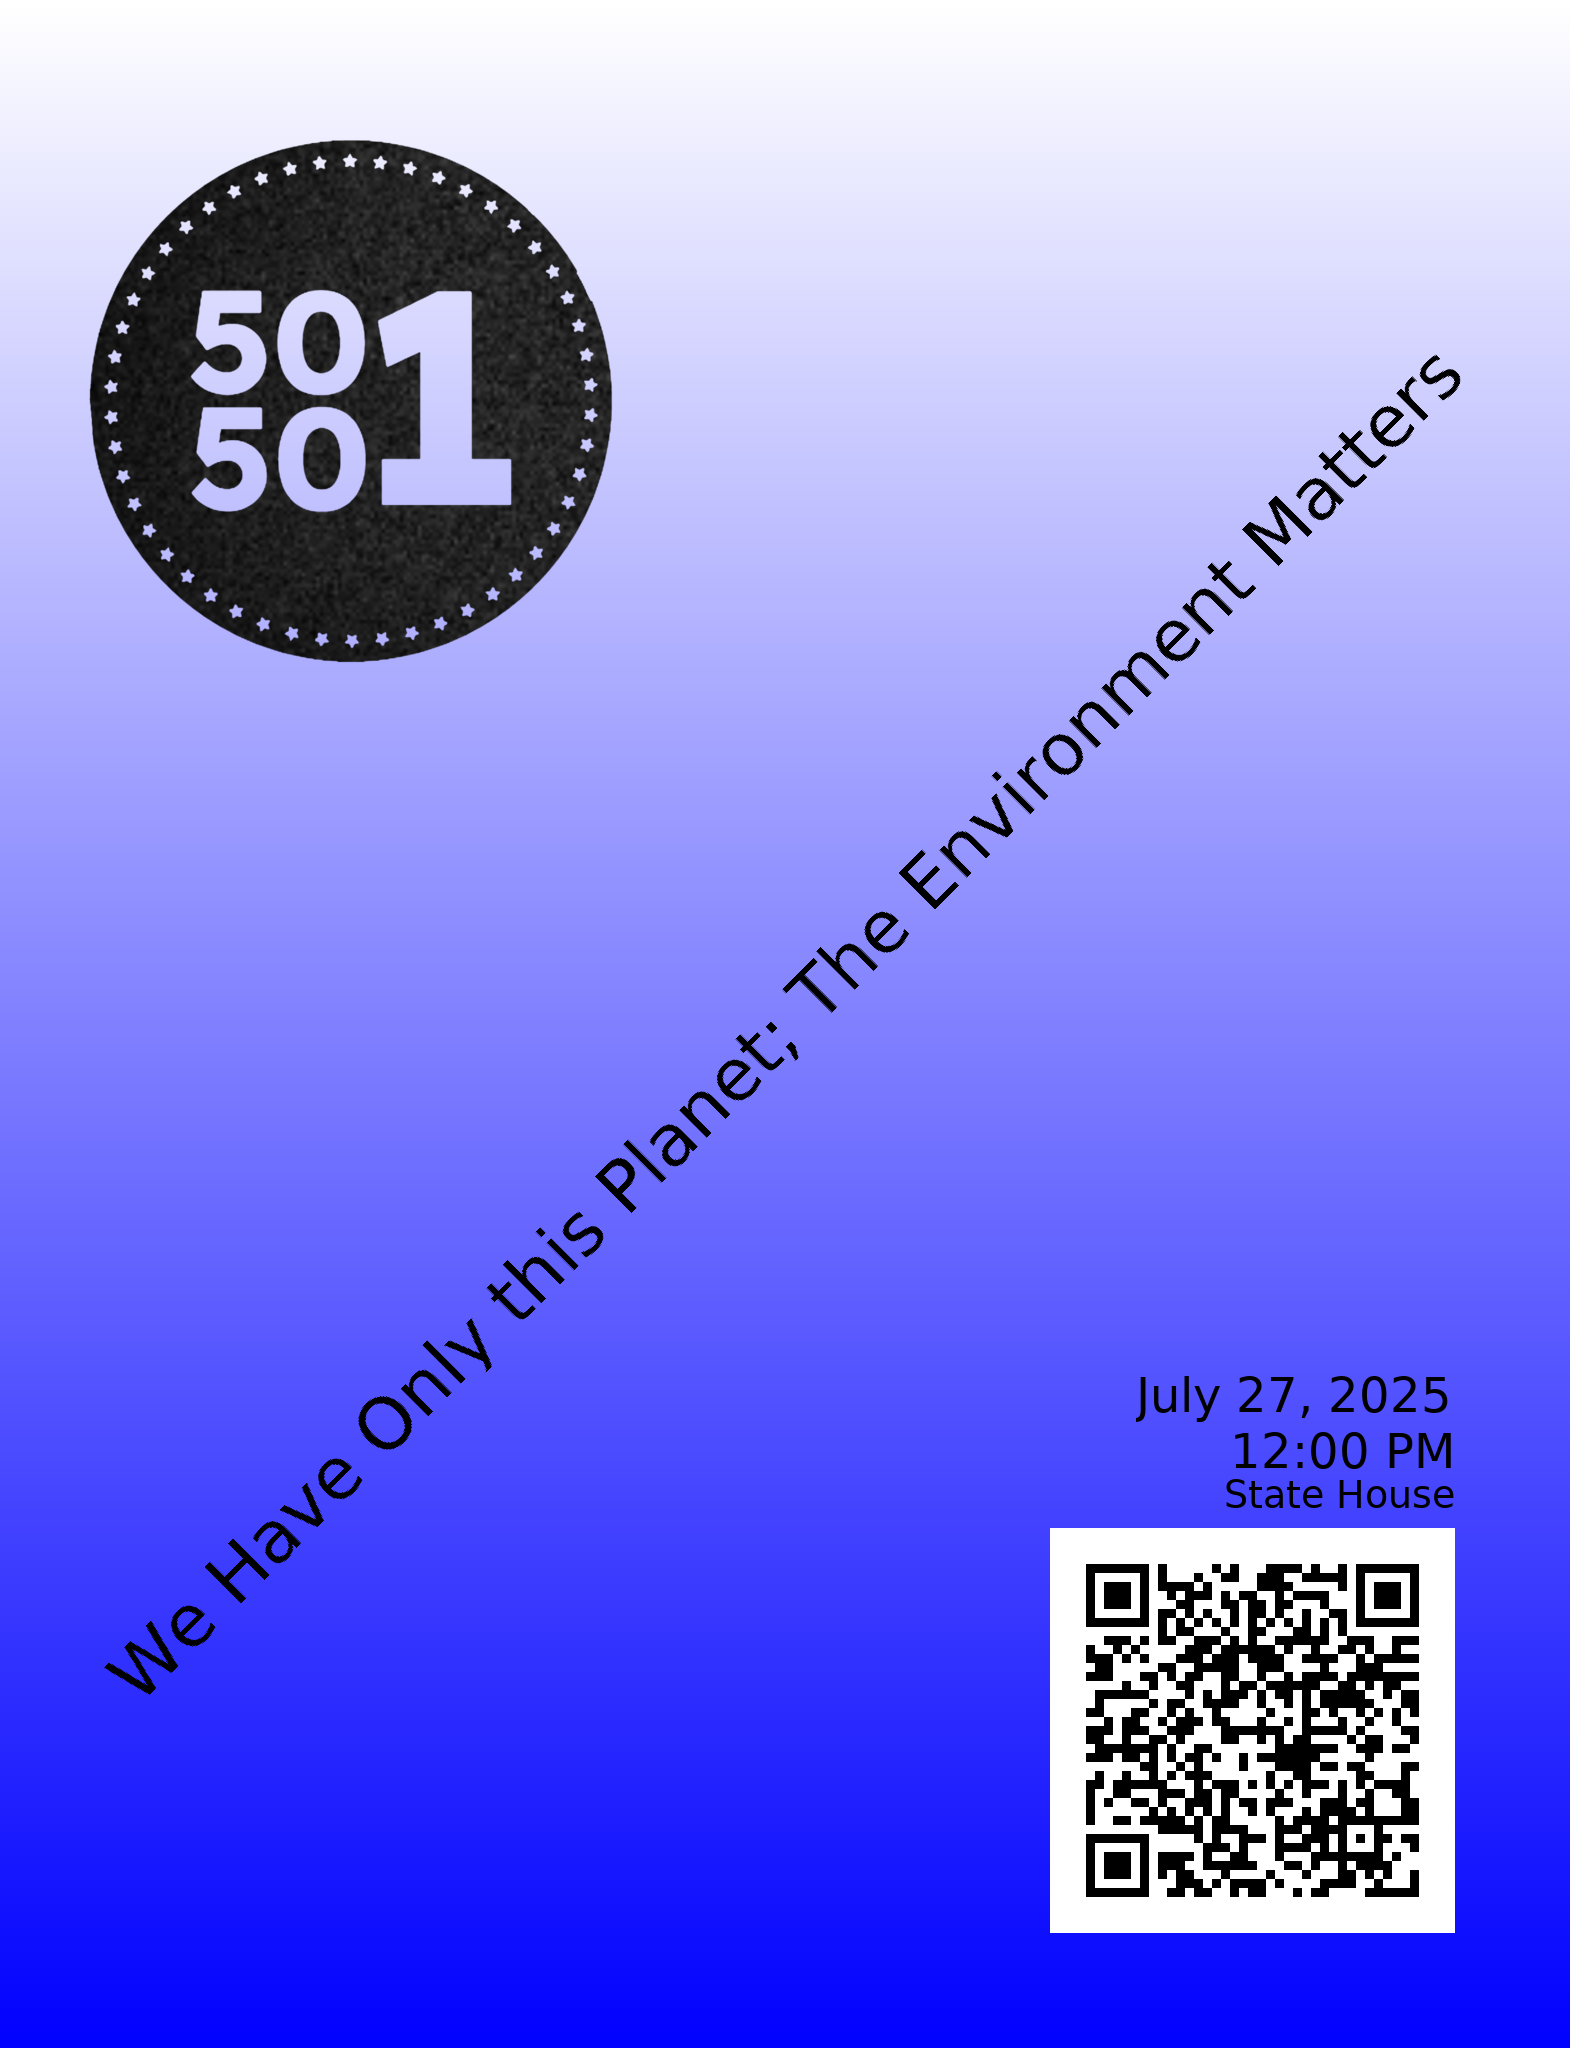 50
50
1
We Have Only this Planet; The Environment Matters
July 27, 2025
12:00 PM
State House